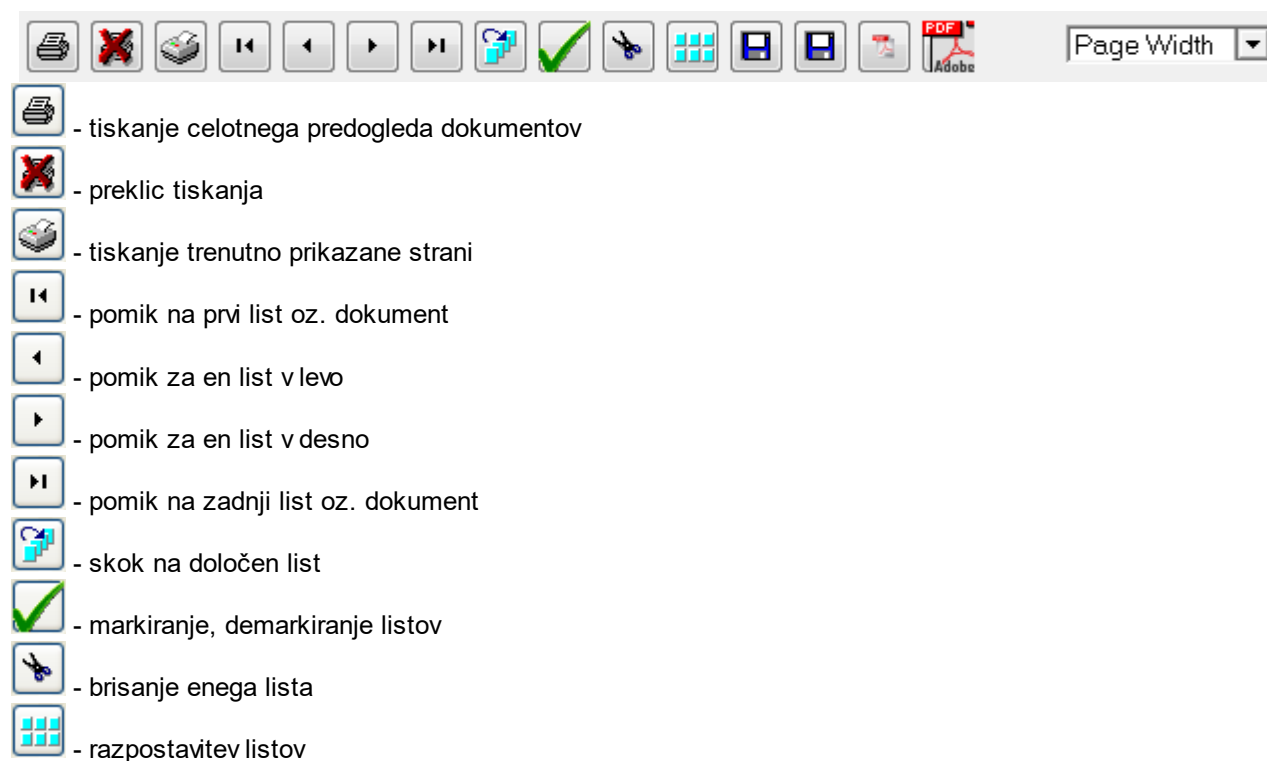 PDF
Adobe
Page Width
- tiskanje celotnega predogleda dokumentov
- preklic tiskanja
- tiskanje trenutno prikazane strani
- pomik na prvi list oz. dokument
- pomik za en list v levo
- pomik za en list v desno
- pomik na zadnji list oz. dokument
- skok na določen list
- markiranje, demarkiranje listov
- brisanje enega lista
- razpostavitev listov